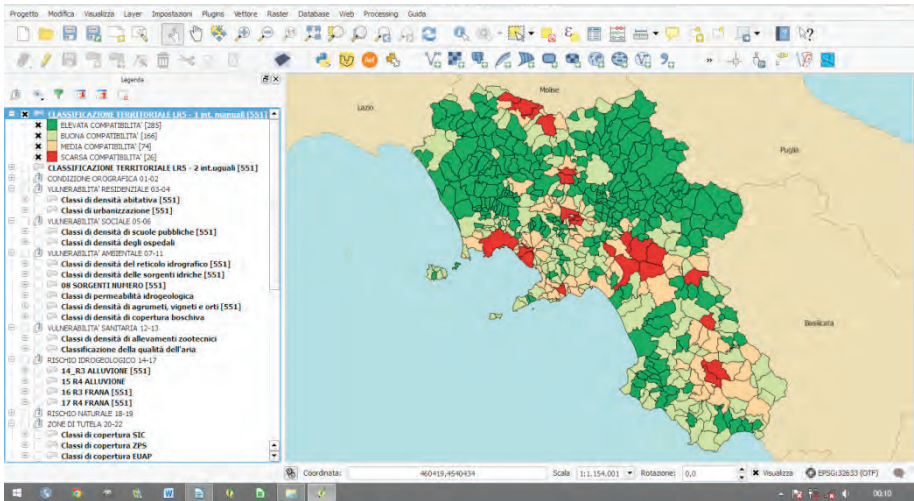 Progetto Modifica Visualizza Layer Impostazioni Plugins Vettore Raster Database Web Processing Guida
Legenda
CLASSIFICAZIONE TERRITORIALE LR5 - 1 int. manuali [551]
ELEVATA COMPATIBILITA' [285]
BUONA COMPATIBILITA' [166]
MEDIA COMPATIBILITA' [74]
SCARSA COMPATIBILITA' [26]
CLASSIFICAZIONE TERRITORIALE LR5 - 2 int.uguali [551]
CONDIZIONE OROGRAFICA 01-02
VULNERABILITA' RESIDENZIALE 03-04
Classi di densità abitativa [551]
Classi di urbanizzazione [551]
VULNERABILITA' SOCIALE 05-06
Classi di densità di scuole pubbliche [551]
Classi di densità degli ospedali
VULNERABILITA' AMBIENTALE 07-11
Classi di densità del reticolo idrografico [551]
Classi di densità delle sorgenti idriche [551]
08 SORGENTI NUMERO [551]
Classi di permeabilità idrogeologica
Classi di densità di agrumeti, vigneti e orti [551]
Classi di densità di copertura boschiva
VULNERABILITA' SANITARIA 12-13
Classi di densità di allevamenti zootecnici
Classificazione della qualità dell'aria
RISCHIO IDROGEOLOGICO 14-17
14_R3 ALLUVIONE [551]
15 R4 ALLUVIONE
16 R3 FRANA [551]
17 R4 FRANA [551]
RISCHIO NATURALE 18-19
ZONE DI TUTELA 20-22
Classi di copertura SIC
Classi di copertura ZPS
Classi di copertura EUAP
Molise
Lazio
Puglia
Basilicata
Coordinata: 460419,4540434 Scala 1:1.154.001 Rotazione: 0,0 Visualizza EPSG:32633 (OTF)
00:10